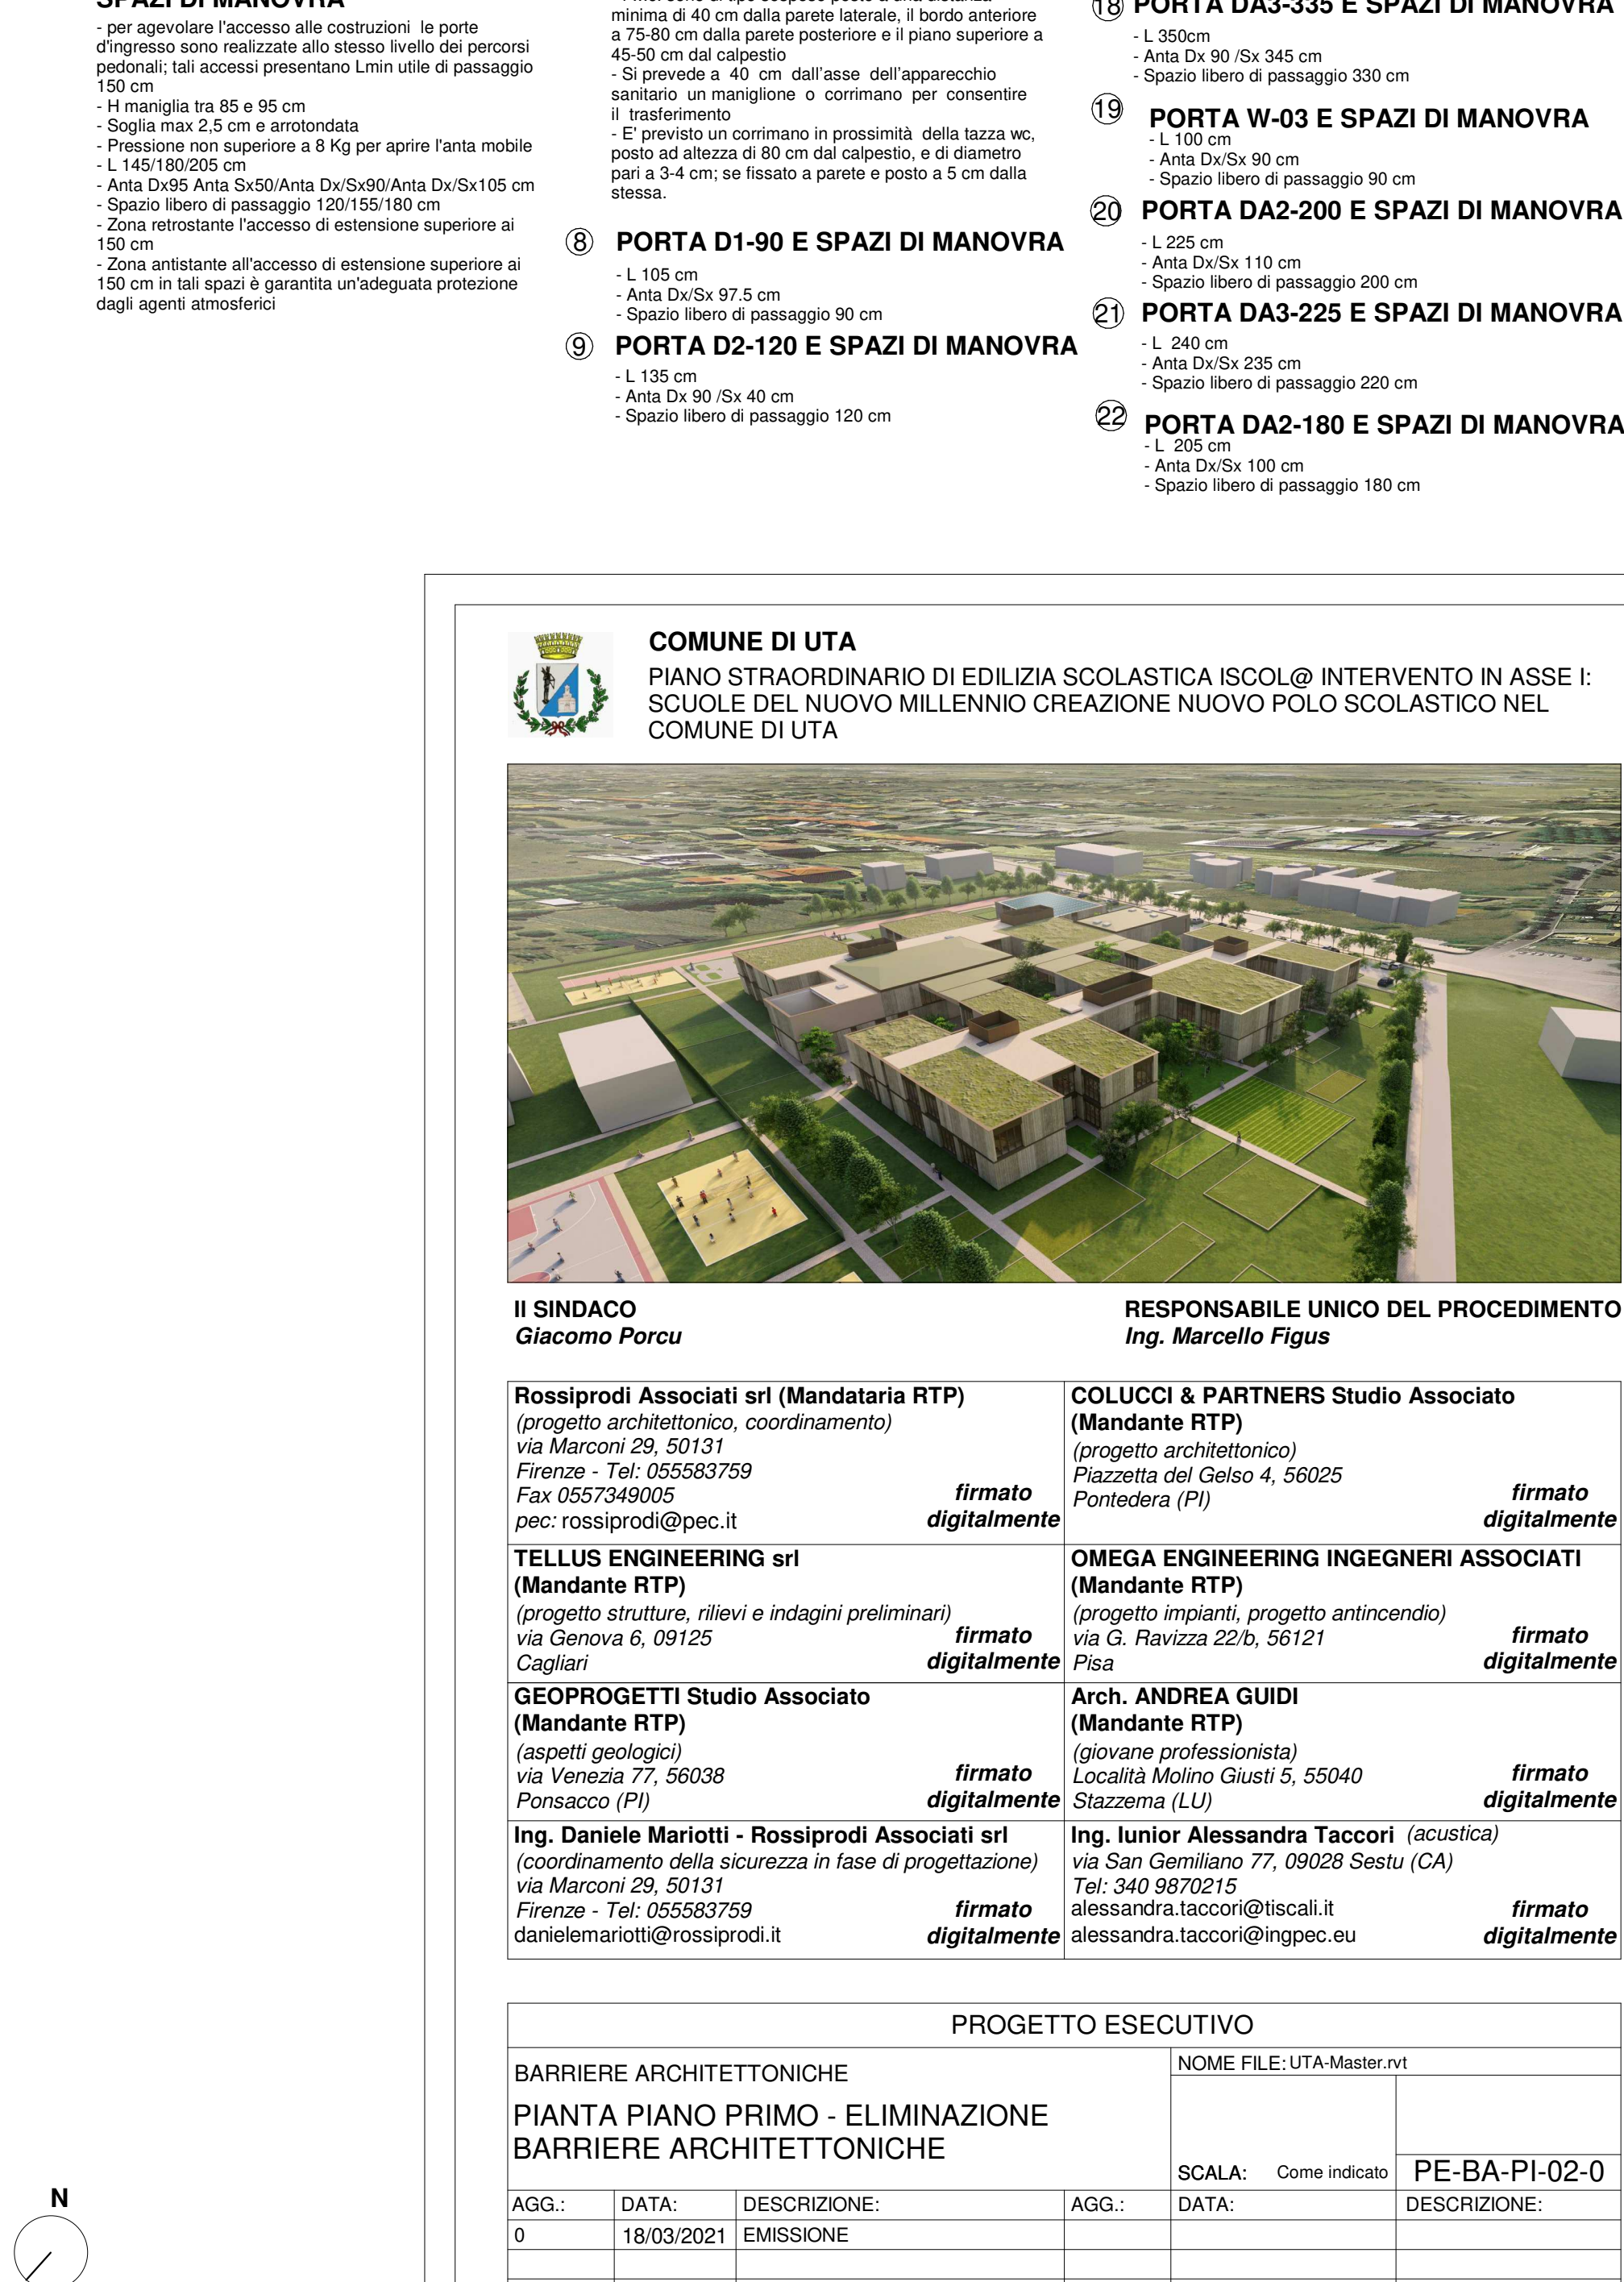 SPAZI DI MANOVRA
- per agevolare l'accesso alle costruzioni le porte
d'ingresso sono realizzate allo stesso livello dei percorsi
pedonali; tali accessi presentano Lmin utile di passaggio
150 cm
- H maniglia tra 85 e 95 cm
- Soglia max 2,5 cm e arrotondata
- Pressione non superiore a 8 Kg per aprire l'anta mobile
- L 145/180/205 cm
- Anta Dx95 Anta Sx50/Anta Dx/Sx90/Anta Dx/Sx105 cm
- Spazio libero di passaggio 120/155/180 cm
- Zona retrostante l'accesso di estensione superiore ai
150 cm
- Zona antistante all'accesso di estensione superiore ai
150 cm in tali spazi è garantita un'adeguata protezione
dagli agenti atmosferici
minima di 40 cm dalla parete laterale, il bordo anteriore
a 75-80 cm dalla parete posteriore e il piano superiore a
45-50 cm dal calpestio
- Si prevede a 40 cm dall'asse dell'apparecchio
sanitario un maniglione o corrimano per consentire
il trasferimento
- E' previsto un corrimano in prossimità della tazza wc,
posto ad altezza di 80 cm dal calpestio, e di diametro
pari a 3-4 cm; se fissato a parete e posto a 5 cm dalla
stessa.
8 PORTA D1-90 E SPAZI DI MANOVRA
- L 105 cm
- Anta Dx/Sx 97.5 cm
- Spazio libero di passaggio 90 cm
9 PORTA D2-120 E SPAZI DI MANOVRA
- L 135 cm
- Anta Dx 90 /Sx 40 cm
- Spazio libero di passaggio 120 cm
18 PORTA DA3-335 E SPAZI DI MANOVRA
- L 350cm
- Anta Dx 90 /Sx 345 cm
- Spazio libero di passaggio 330 cm
19 PORTA W-03 E SPAZI DI MANOVRA
- L 100 cm
- Anta Dx/Sx 90 cm
- Spazio libero di passaggio 90 cm
20 PORTA DA2-200 E SPAZI DI MANOVRA
- L 225 cm
- Anta Dx/Sx 110 cm
- Spazio libero di passaggio 200 cm
21 PORTA DA3-225 E SPAZI DI MANOVRA
- L 240 cm
- Anta Dx/Sx 235 cm
- Spazio libero di passaggio 220 cm
22 PORTA DA2-180 E SPAZI DI MANOVRA
- L 205 cm
- Anta Dx/Sx 100 cm
- Spazio libero di passaggio 180 cm
COMUNE DI UTA
PIANO STRAORDINARIO DI EDILIZIA SCOLASTICA ISCOL@ INTERVENTO IN ASSE I:
SCUOLE DEL NUOVO MILLENNIO CREAZIONE NUOVO POLO SCOLASTICO NEL
COMUNE DI UTA
Il SINDACO
Giacomo Porcu
RESPONSABILE UNICO DEL PROCEDIMENTO
Ing. Marcello Figus
Rossiprodi Associati srl (Mandataria RTP)
(progetto architettonico, coordinamento)
via Marconi 29, 50131
Firenze - Tel: 055583759
Fax 0557349005
pec: rossiprodi@pec.it
firmato
digitalmente
COLUCCI & PARTNERS Studio Associato
(Mandante RTP)
(progetto architettonico)
Piazzetta del Gelso 4, 56025
Pontedera (PI)
firmato
digitalmente
TELLUS ENGINEERING srl
(Mandante RTP)
(progetto strutture, rilievi e indagini preliminari)
via Genova 6, 09125
Cagliari
firmato
digitalmente
OMEGA ENGINEERING INGEGNERI ASSOCIATI
(Mandante RTP)
(progetto impianti, progetto antincendio)
via G. Ravizza 22/b, 56121
Pisa
firmato
digitalmente
GEOPROGETTI Studio Associato
(Mandante RTP)
(aspetti geologici)
via Venezia 77, 56038
Ponsacco (PI)
firmato
digitalmente
Arch. ANDREA GUIDI
(Mandante RTP)
(giovane professionista)
Località Molino Giusti 5, 55040
Stazzema (LU)
firmato
digitalmente
Ing. Daniele Mariotti - Rossiprodi Associati srl
(coordinamento della sicurezza in fase di progettazione)
via Marconi 29, 50131
Firenze - Tel: 055583759
danielemariotti@rossiprodi.it
firmato
digitalmente
Ing. Iunior Alessandra Taccori (acustica)
via San Gemiliano 77, 09028 Sestu (CA)
Tel: 340 9870215
alessandra.taccori@tiscali.it
alessandra.taccori@ingpec.eu
firmato
digitalmente
PROGETTO ESECUTIVO
BARRIERE ARCHITETTONICHE
PIANTA PIANO PRIMO - ELIMINAZIONE
BARRIERE ARCHITETTONICHE
NOME FILE: UTA-Master.rvt
SCALA: Come indicato
PE-BA-PI-02-0
AGG.: DATA: DESCRIZIONE: AGG.: DATA: DESCRIZIONE:
0 18/03/2021 EMISSIONE
N